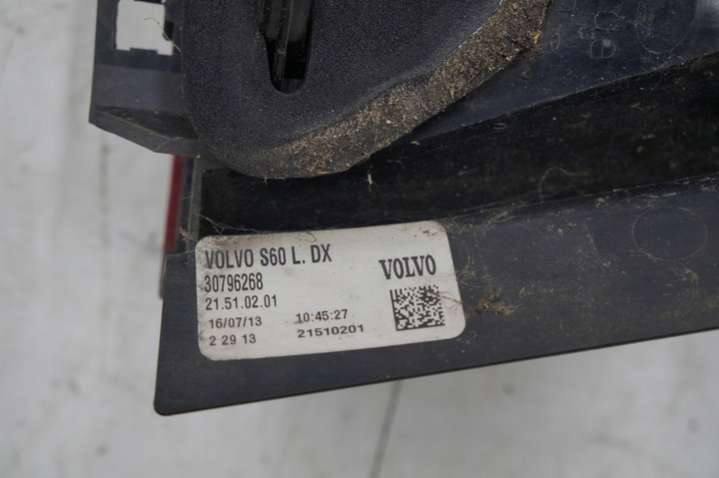 VOLVO S60 L. DX
30796268
VOLVO
21.51.02.01
16/07/13 10:45:27
2 29 13 21510201